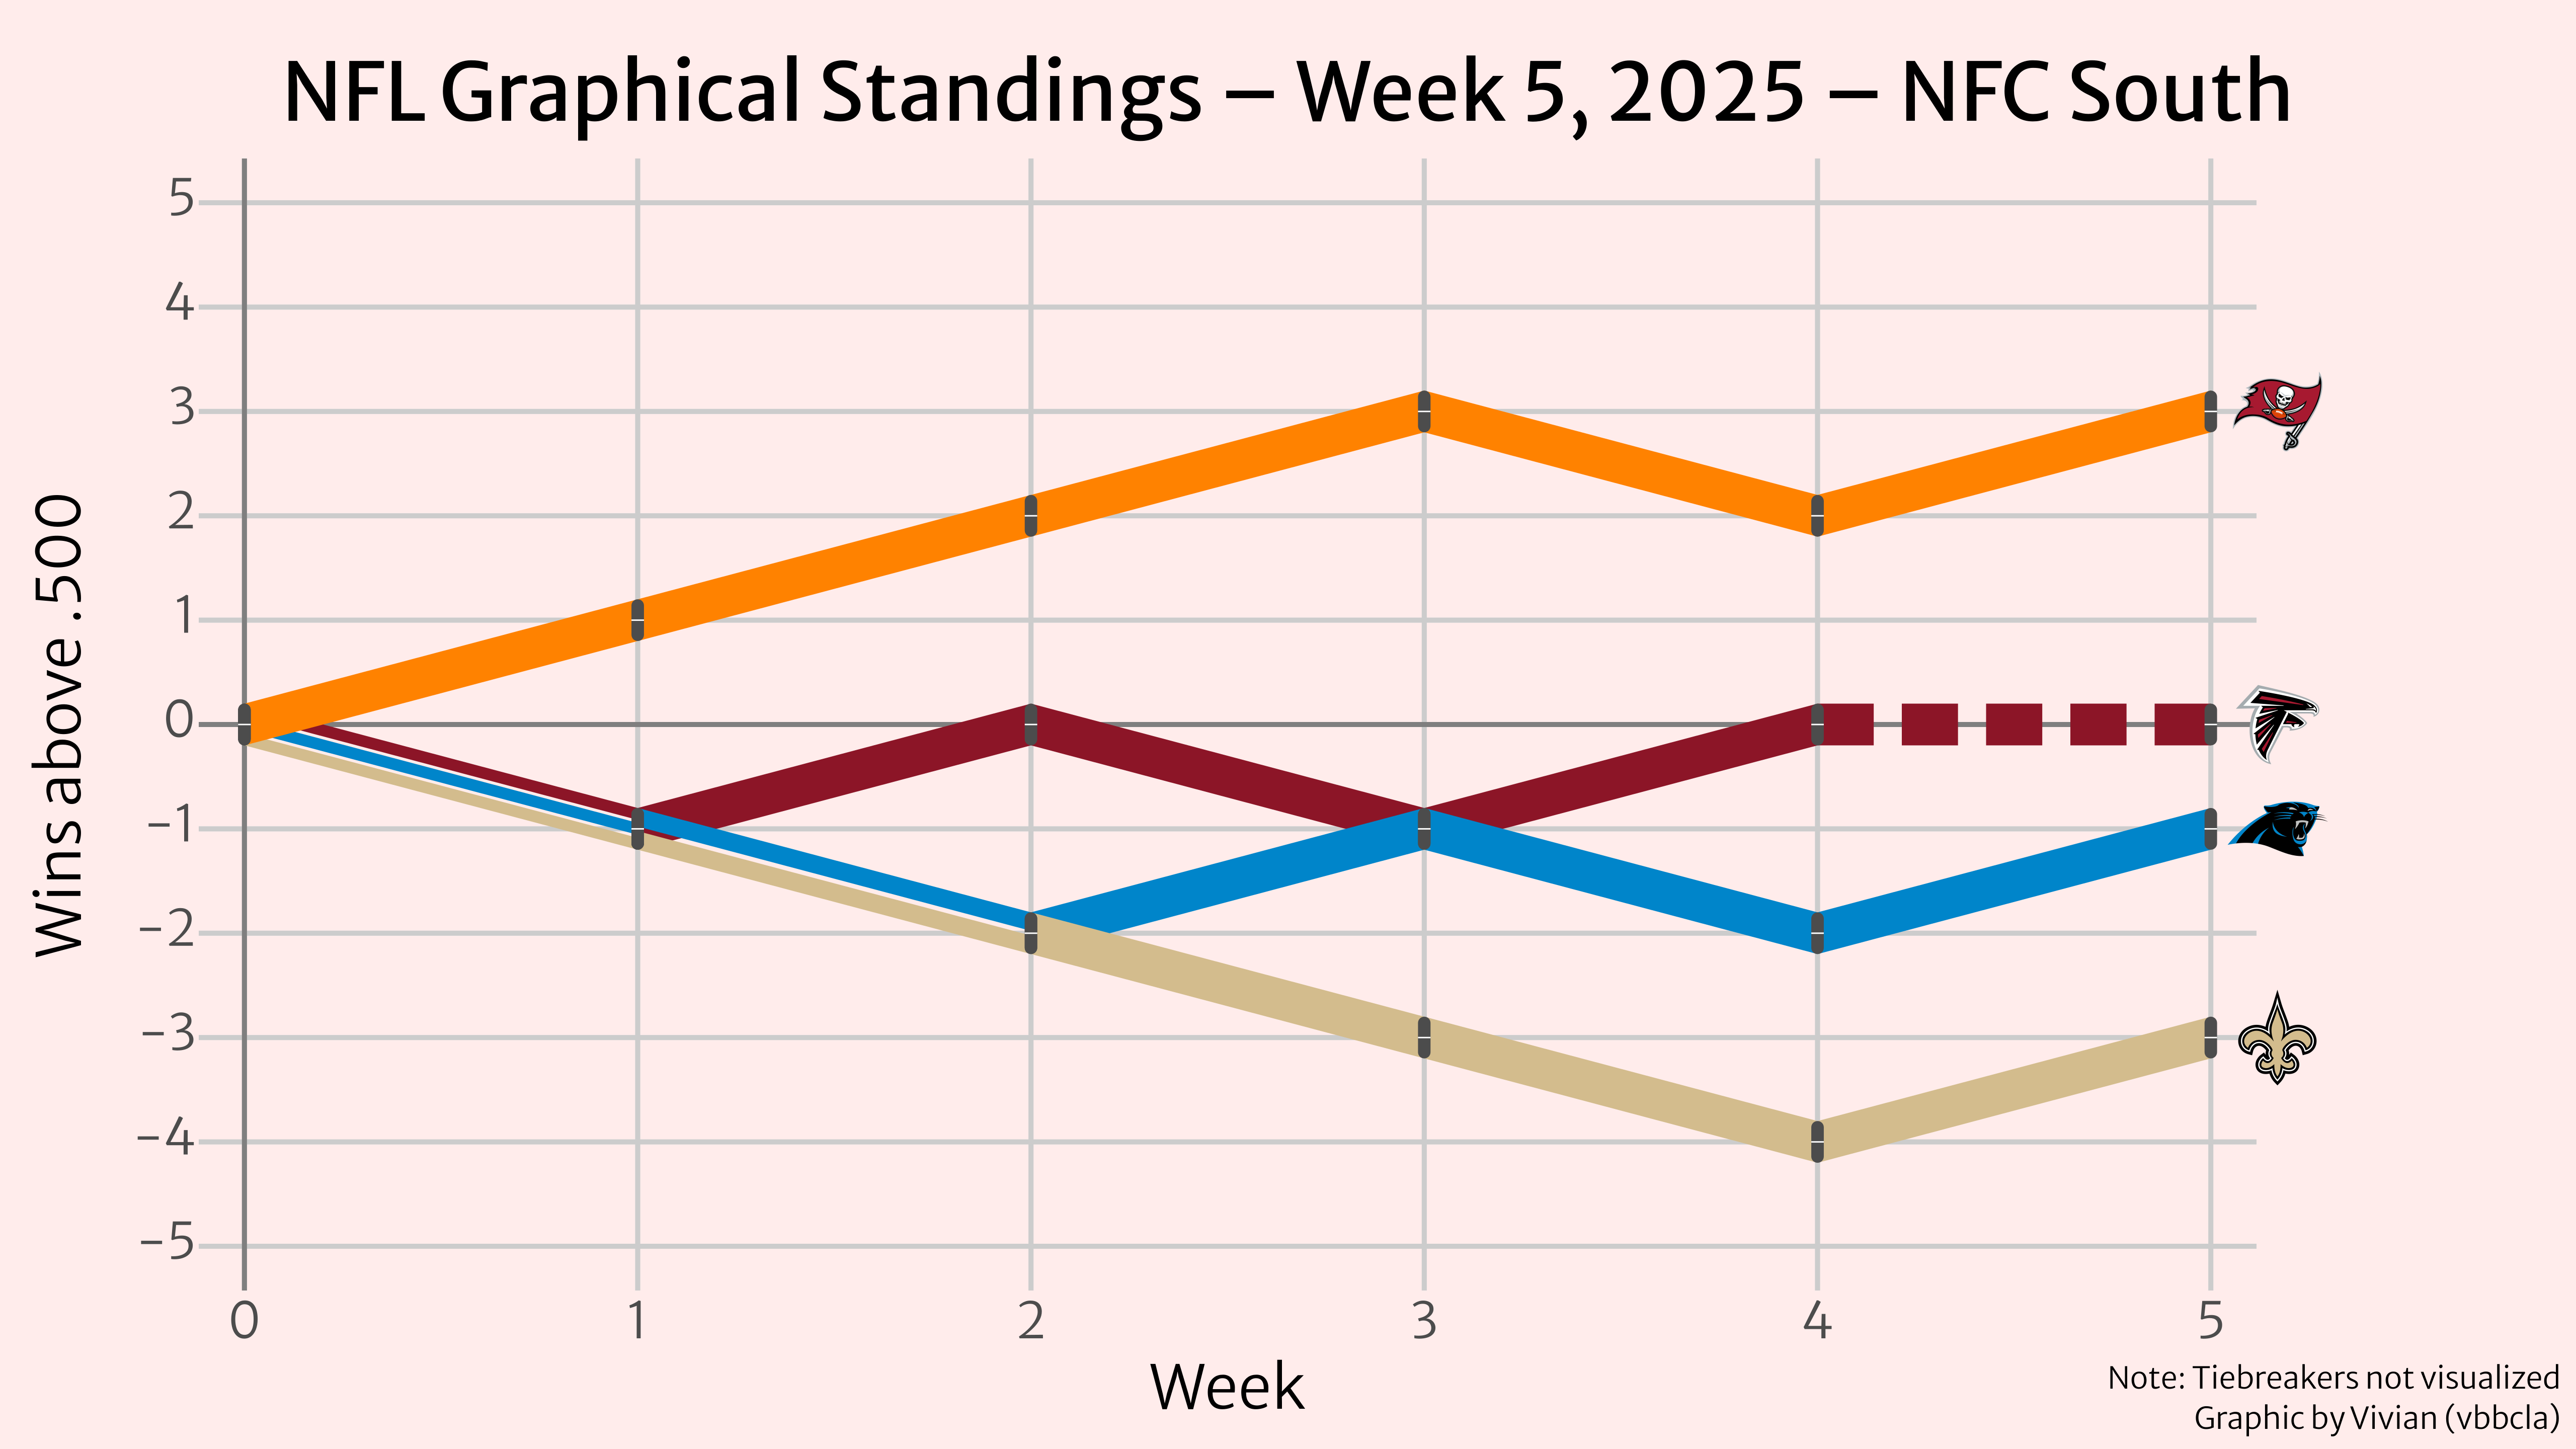 NFL Graphical Standings – Week 5, 2025 – NFC South
5
4
3
2
1
0
−1
−2
−3
−4
−5
Wins above .500
0 1 2 3 4 5
Week
Note: Tiebreakers not visualized
Graphic by Vivian (vbbcla)